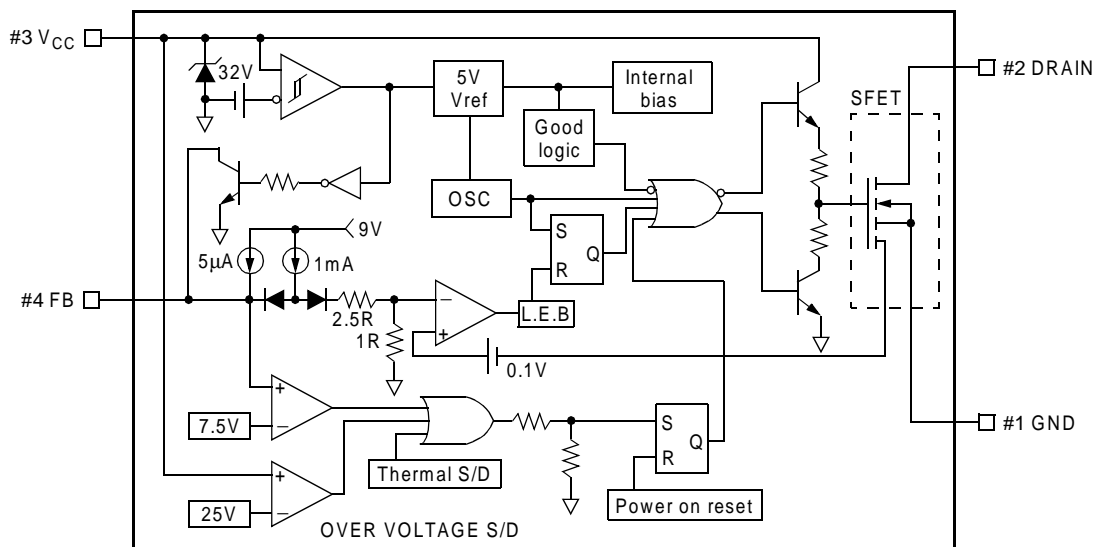 #3 VCC
32V
5V
Vref
Internal
bias
#2 DRAIN
SFET
Good
logic
OSC
9V
5μA
1mA
S
Q
R
#4 FB
2.5R
1R
−
+
L.E.B
0.1V
+
7.5V
−
#1 GND
S
Q
R
Thermal S/D
+
25V
−
Power on reset
OVER VOLTAGE S/D